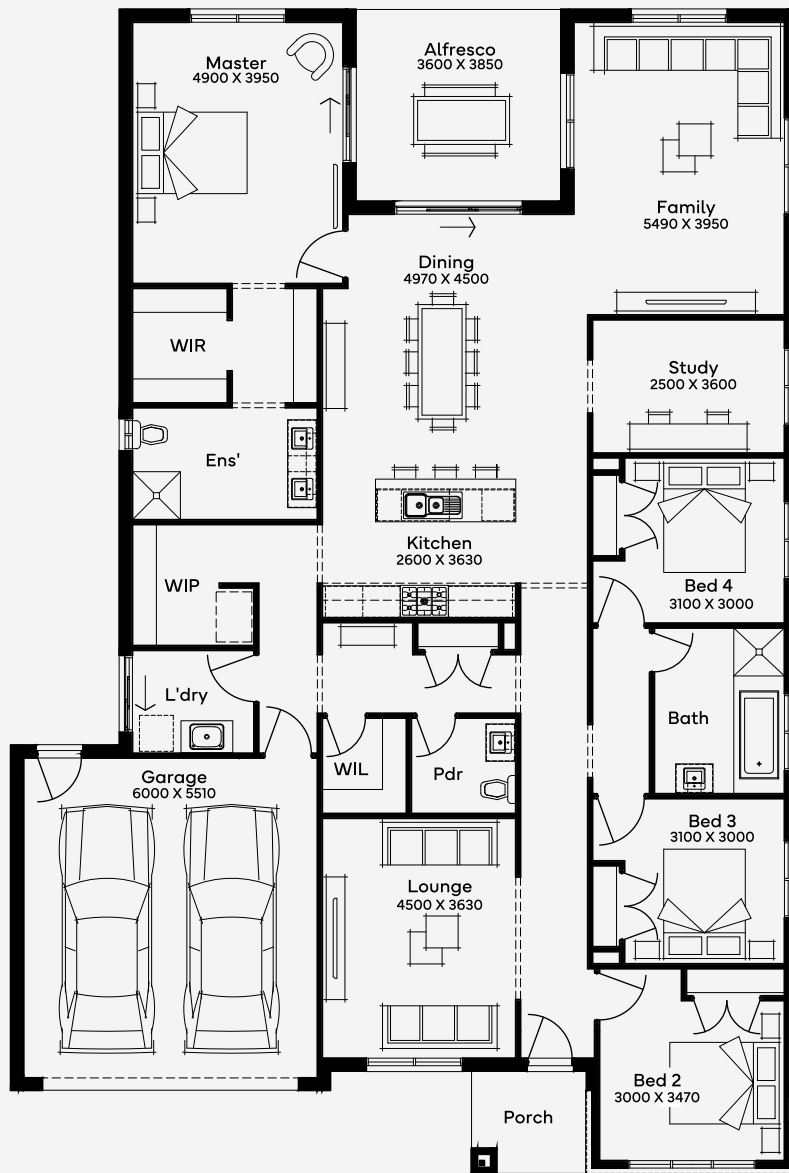 Master
4900 X 3950
Alfresco
3600 X 3850
Family
5490 X 3950
Dining
4970 X 4500
WIR
Study
2500 X 3600
Ens'
Kitchen
2600 X 3630
WIP
Bed 4
3100 X 3000
L'dry
Bath
WIL
Pdr
Garage
6000 X 5510
Bed 3
3100 X 3000
Lounge
4500 X 3630
Bed 2
3000 X 3470
Porch